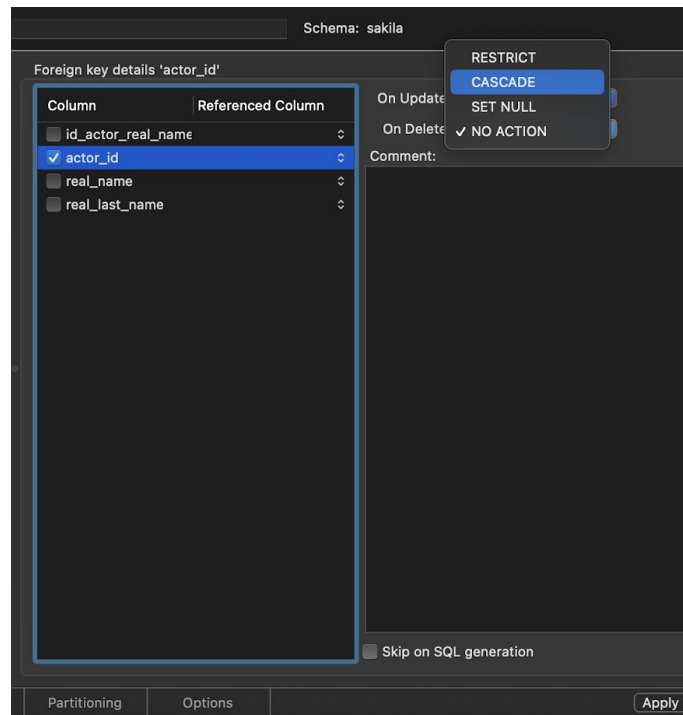 Schema: sakila
Foreign key details 'actor_id'
Column Referenced Column
id_actor_real_name
actor_id
real_name
real_last_name
On Update
On Delete
RESTRICT
CASCADE
SET NULL
✓ NO ACTION
Comment:
Skip on SQL generation
Partitioning Options Apply